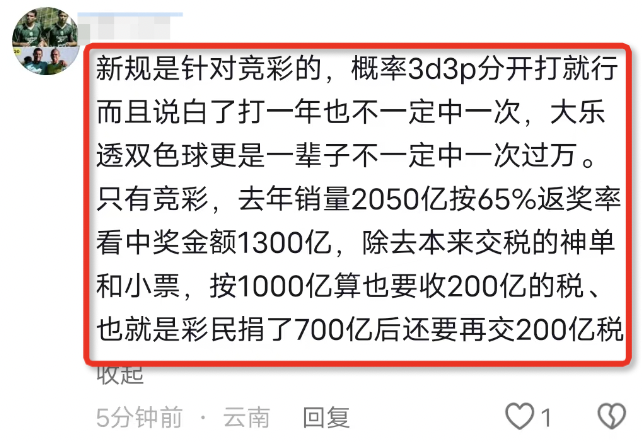 新规是针对竞彩的，概率3d3p分开打就行
而且说白了打一年也不一定中一次，大乐
透双色球更是一辈子不一定中一次过万。
只有竞彩，去年销量2050亿按65%返奖率
看中奖金额1300亿，除去本来交税的神单
和小票，按1000亿算也要收200亿的税、
也就是彩民捐了700亿后还要再交200亿税
收起
5分钟前 · 云南 回复 1